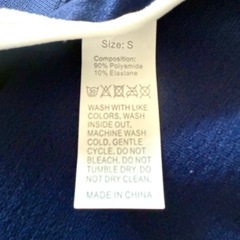 Size: S
Composition:
90% Polyamide
10% Elastane
WASH WITH LIKE
COLORS, WASH
INSIDE OUT,
MACHINE WASH
COLD, GENTLE
CYCLE, DO NOT
BLEACH. DO NOT
TUMBLE DRY. DO
NOT DRY CLEAN.
MADE IN CHINA